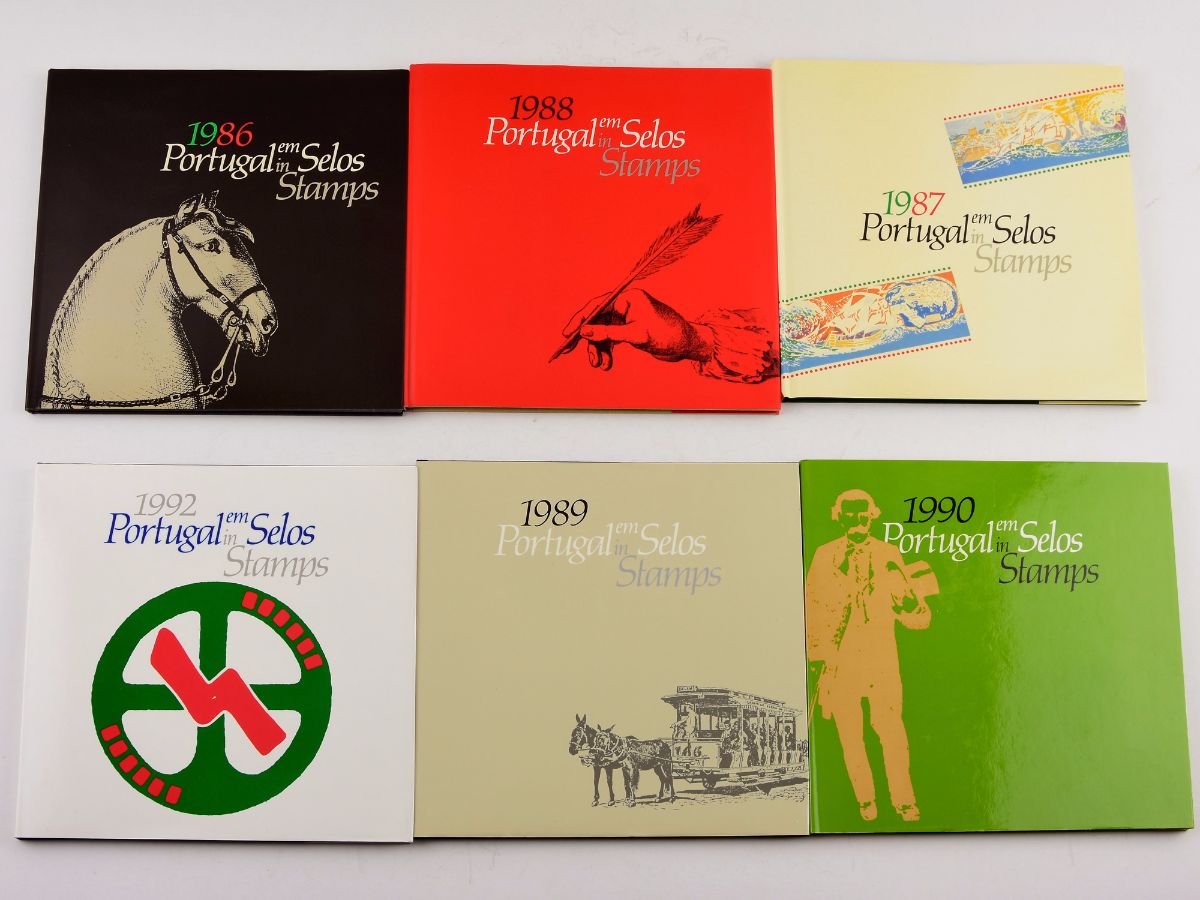 1986
Portugal em in Selos
Stamps
1988
Portugal em in Selos
Stamps
1987
Portugal em in Selos
Stamps
1992
Portugal em in Selos
Stamps
1989
Portugal em in Selos
Stamps
1990
Portugal em in Selos
Stamps